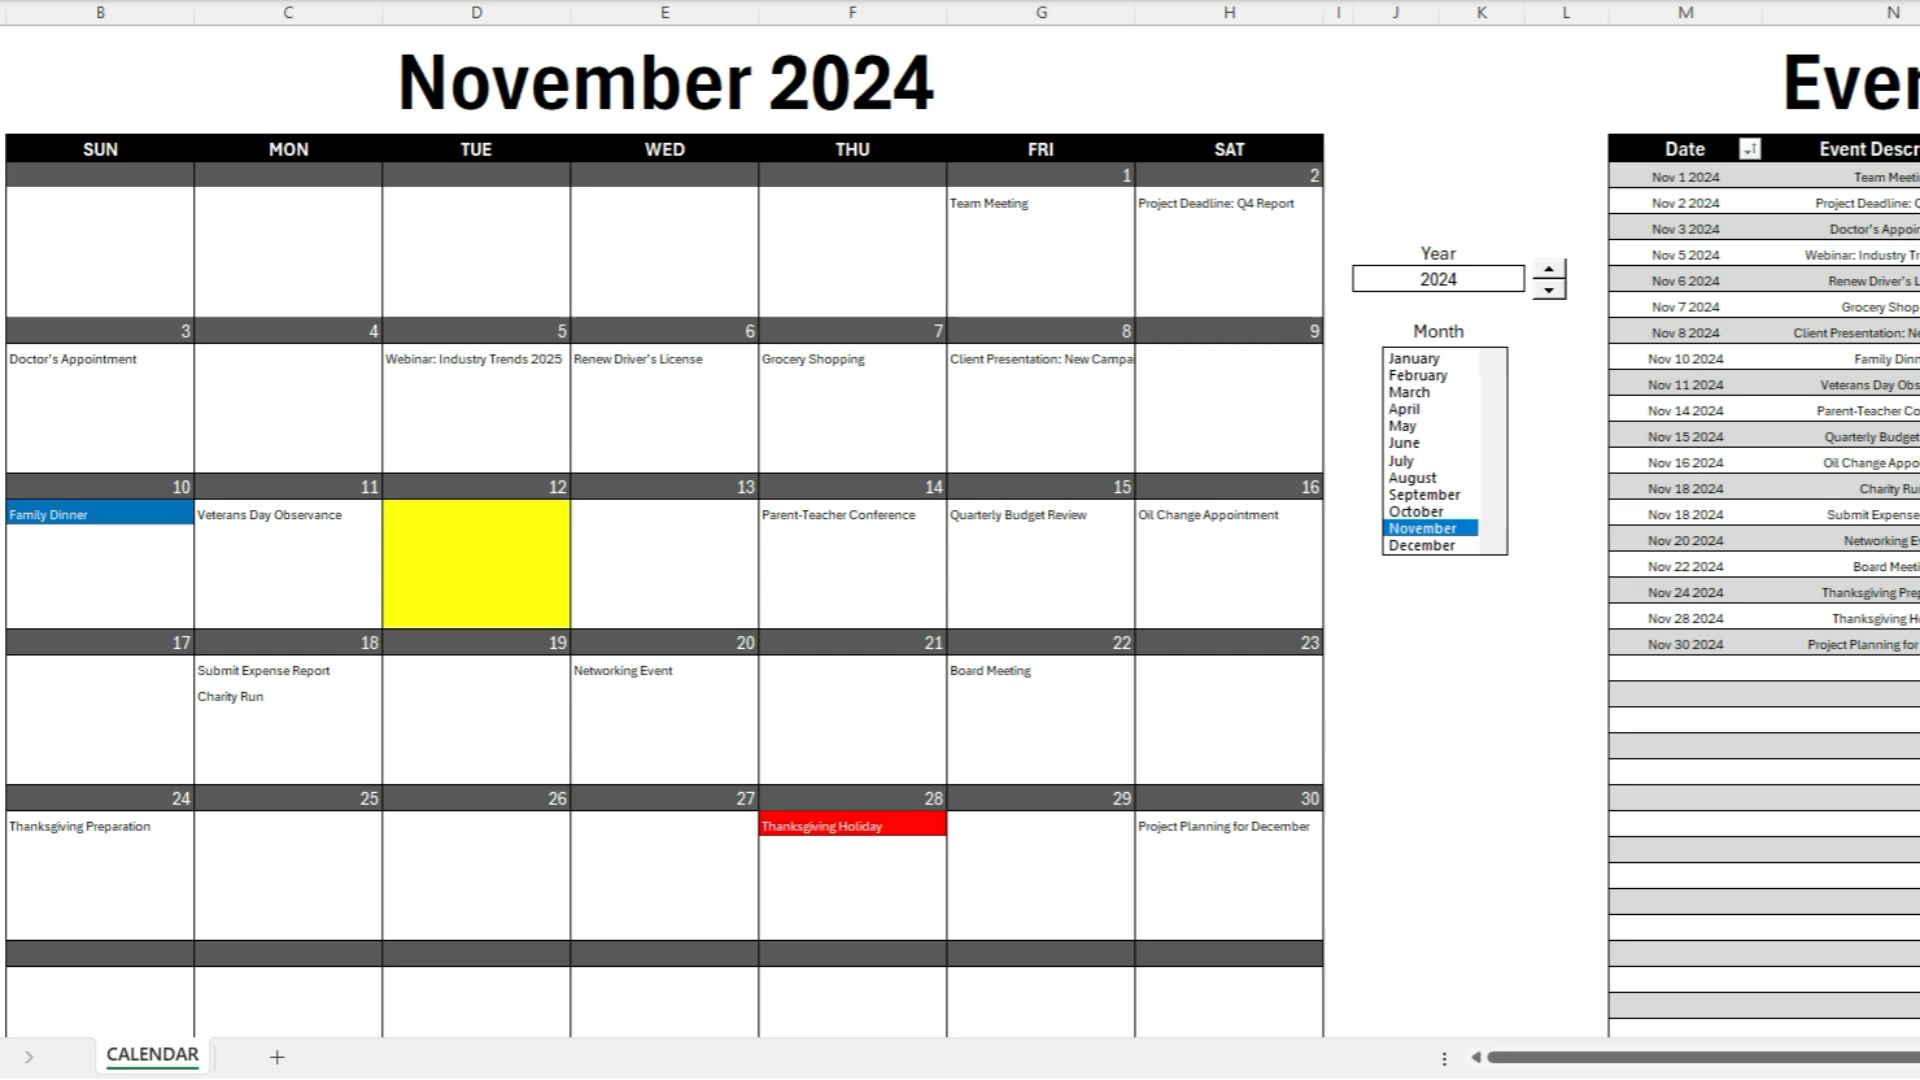 B C D E F G H I J K L M N
November 2024
SUN MON TUE WED THU FRI SAT
1 2
Team Meeting Project Deadline: Q4 Report
3 4 5 6 7 8 9
Doctor's Appointment Webinar: Industry Trends 2025 Renew Driver's License Grocery Shopping Client Presentation: New Campai
10 11 12 13 14 15 16
Family Dinner Veterans Day Observance Parent-Teacher Conference Quarterly Budget Review Oil Change Appointment
17 18 19 20 21 22 23
Submit Expense Report Networking Event Board Meeting
Charity Run
24 25 26 27 28 29 30
Thanksgiving Preparation Thanksgiving Holiday Project Planning for December
Year
2024
Month
January
February
March
April
May
June
July
August
September
October
November
December
Even
Date Event Descr
Nov 1 2024 Team Meeti
Nov 2 2024 Project Deadline: Q
Nov 3 2024 Doctor's Appoin
Nov 5 2024 Webinar: Industry Tr
Nov 6 2024 Renew Driver's L
Nov 7 2024 Grocery Shop
Nov 8 2024 Client Presentation: Ne
Nov 10 2024 Family Dinn
Nov 11 2024 Veterans Day Obs
Nov 14 2024 Parent-Teacher Co
Nov 15 2024 Quarterly Budget
Nov 16 2024 Oil Change Appo
Nov 18 2024 Charity Ru
Nov 18 2024 Submit Expense
Nov 20 2024 Networking E
Nov 22 2024 Board Meeti
Nov 24 2024 Thanksgiving Prep
Nov 28 2024 Thanksgiving H
Nov 30 2024 Project Planning for
CALENDAR